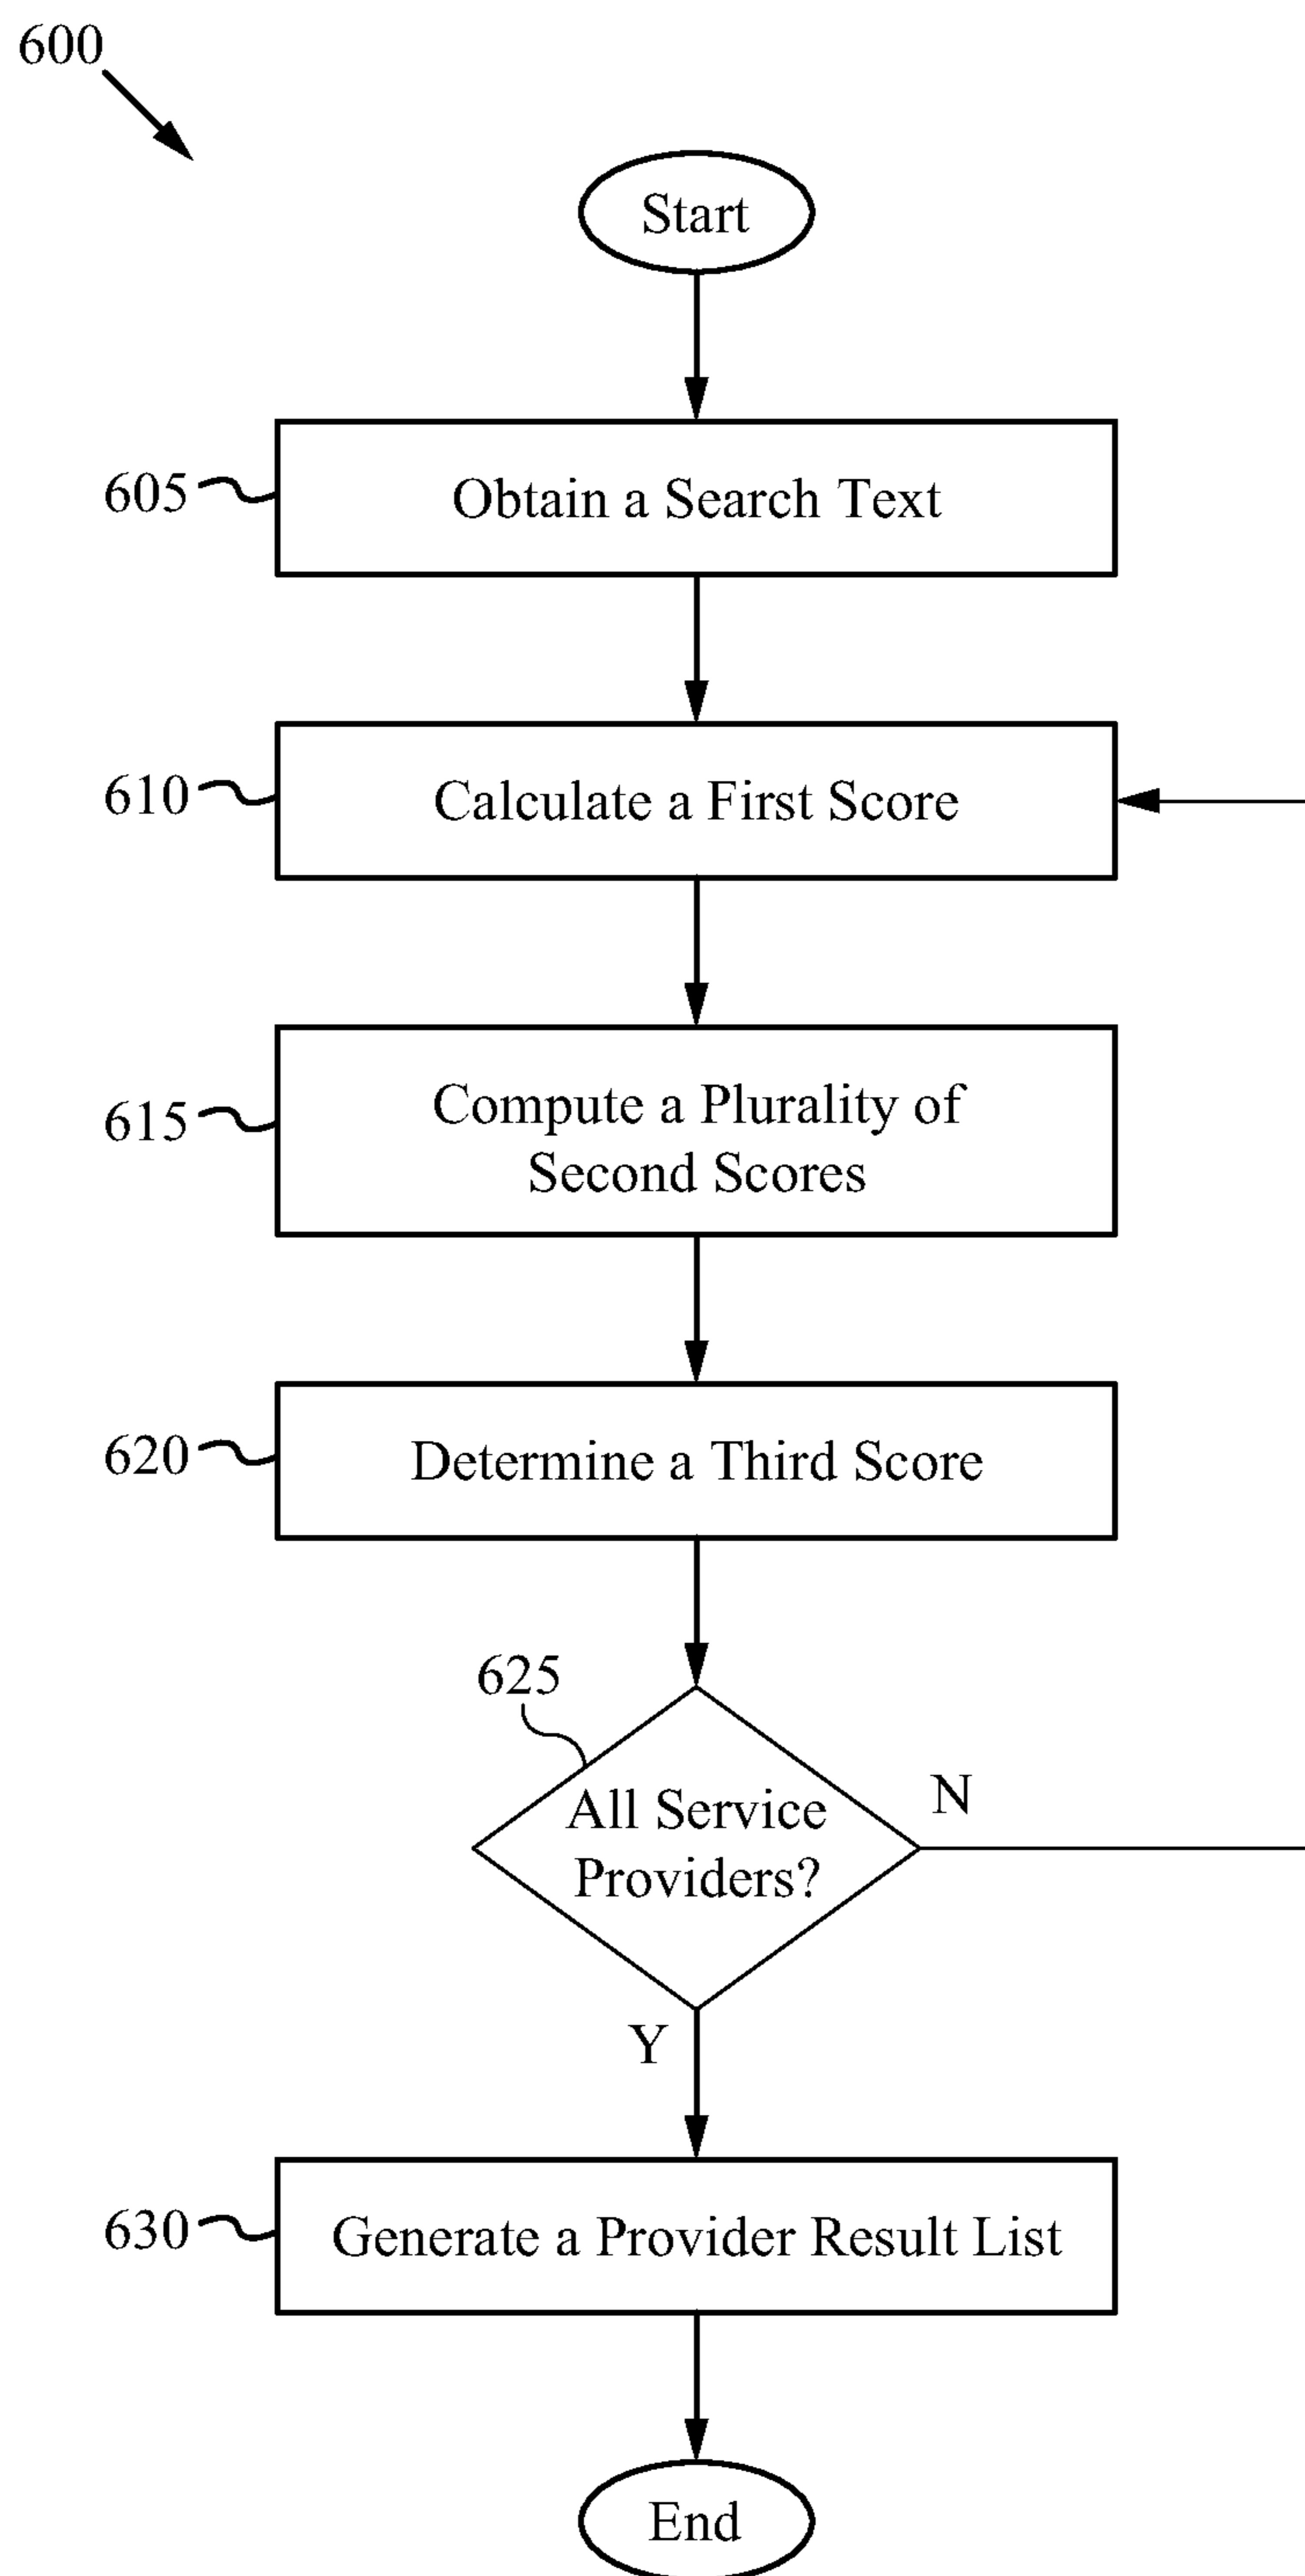 600
Start
605
Obtain a Search Text
610
Calculate a First Score
615
Compute a Plurality of
Second Scores
620
Determine a Third Score
625
All Service
Providers?
N
Y
630
Generate a Provider Result List
End